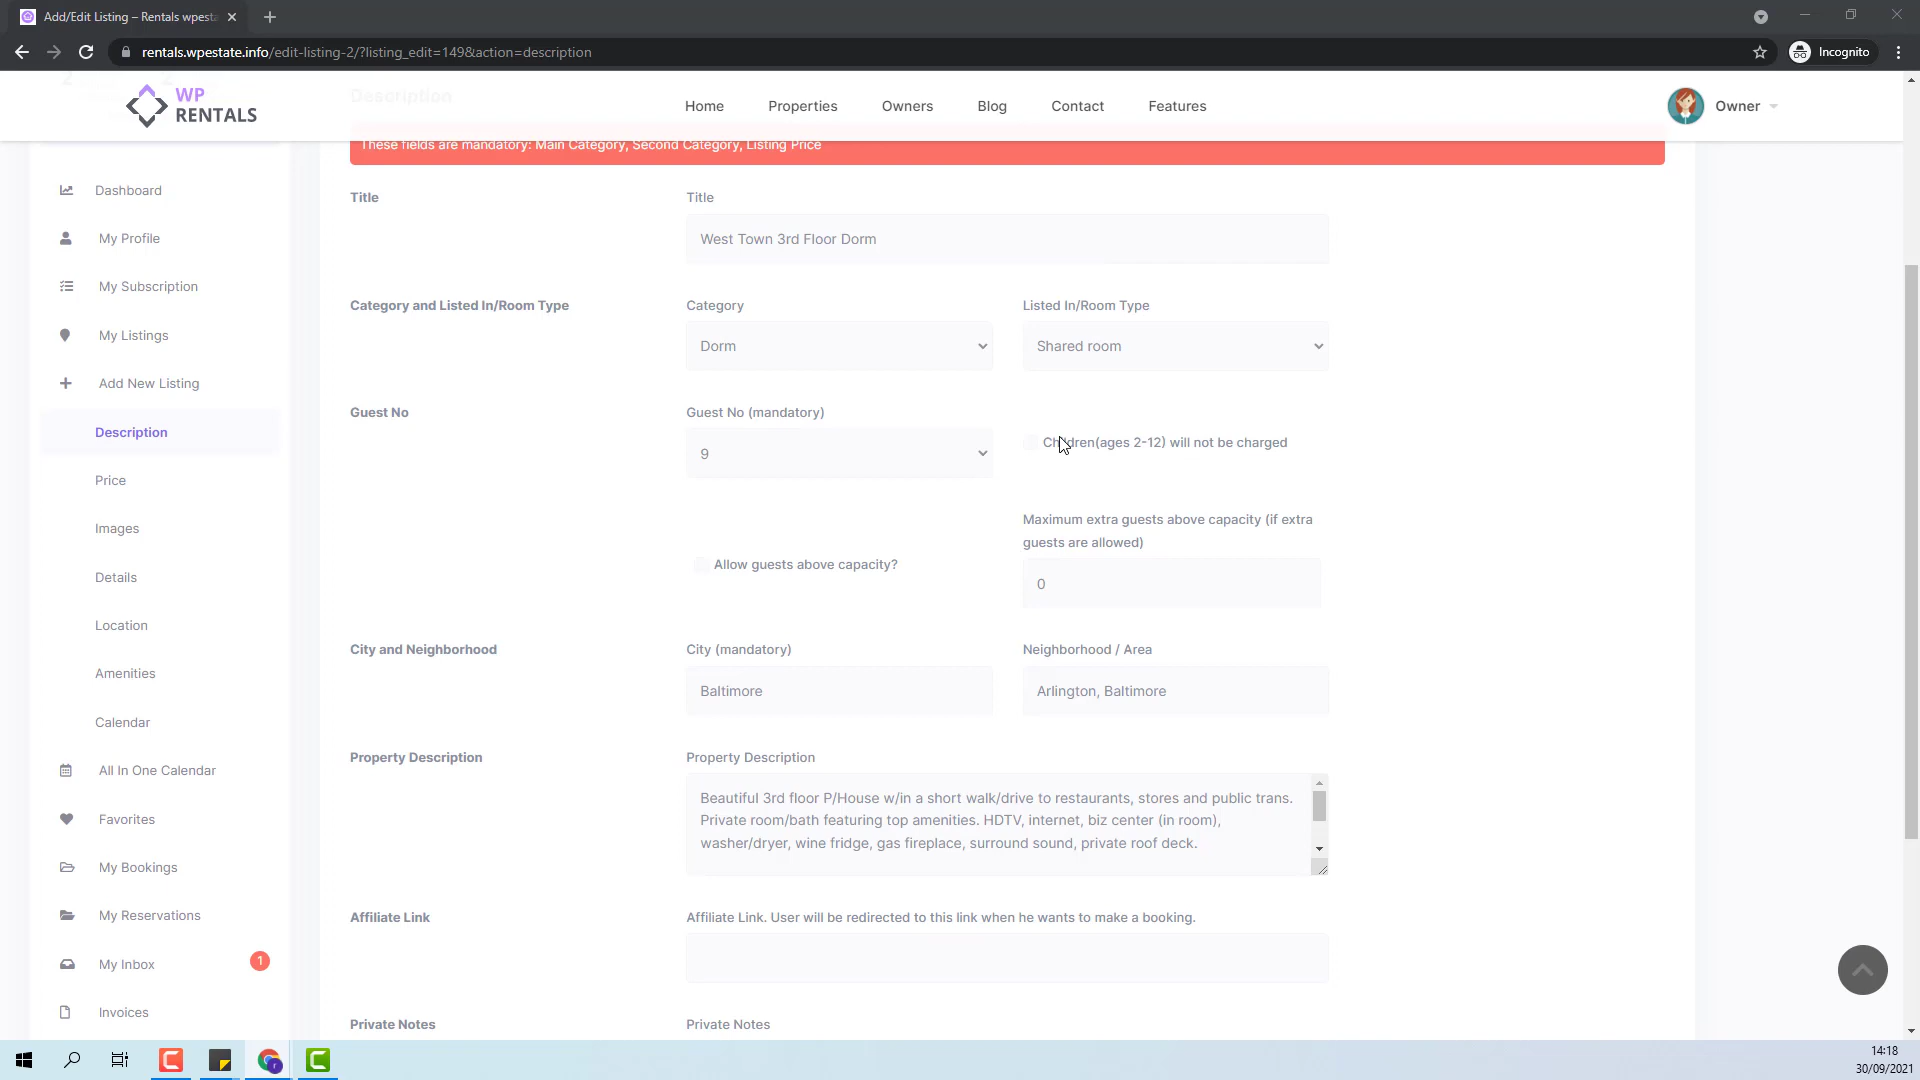 Add/Edit Listing – Rentals wpesta
rentals.wpestate.info/edit-listing-2/?listing_edit=149&action=description
Incognito
WP
RENTALS
Description
Home
Properties
Owners
Blog
Contact
Features
Owner
These fields are mandatory: Main Category, Second Category, Listing Price
Dashboard
My Profile
My Subscription
My Listings
Add New Listing
Description
Price
Images
Details
Location
Amenities
Calendar
All In One Calendar
Favorites
My Bookings
My Reservations
My Inbox
1
Invoices
Title
Title
West Town 3rd Floor Dorm
Category and Listed In/Room Type
Category
Listed In/Room Type
Dorm
Shared room
Guest No
Guest No (mandatory)
9
Children(ages 2-12) will not be charged
Maximum extra guests above capacity (if extra
guests are allowed)
Allow guests above capacity?
0
City and Neighborhood
City (mandatory)
Neighborhood / Area
Baltimore
Arlington, Baltimore
Property Description
Property Description
Beautiful 3rd floor P/House w/in a short walk/drive to restaurants, stores and public trans.
Private room/bath featuring top amenities. HDTV, internet, biz center (in room),
washer/dryer, wine fridge, gas fireplace, surround sound, private roof deck.
Affiliate Link
Affiliate Link. User will be redirected to this link when he wants to make a booking.
Private Notes
Private Notes
14:18
30/09/2021